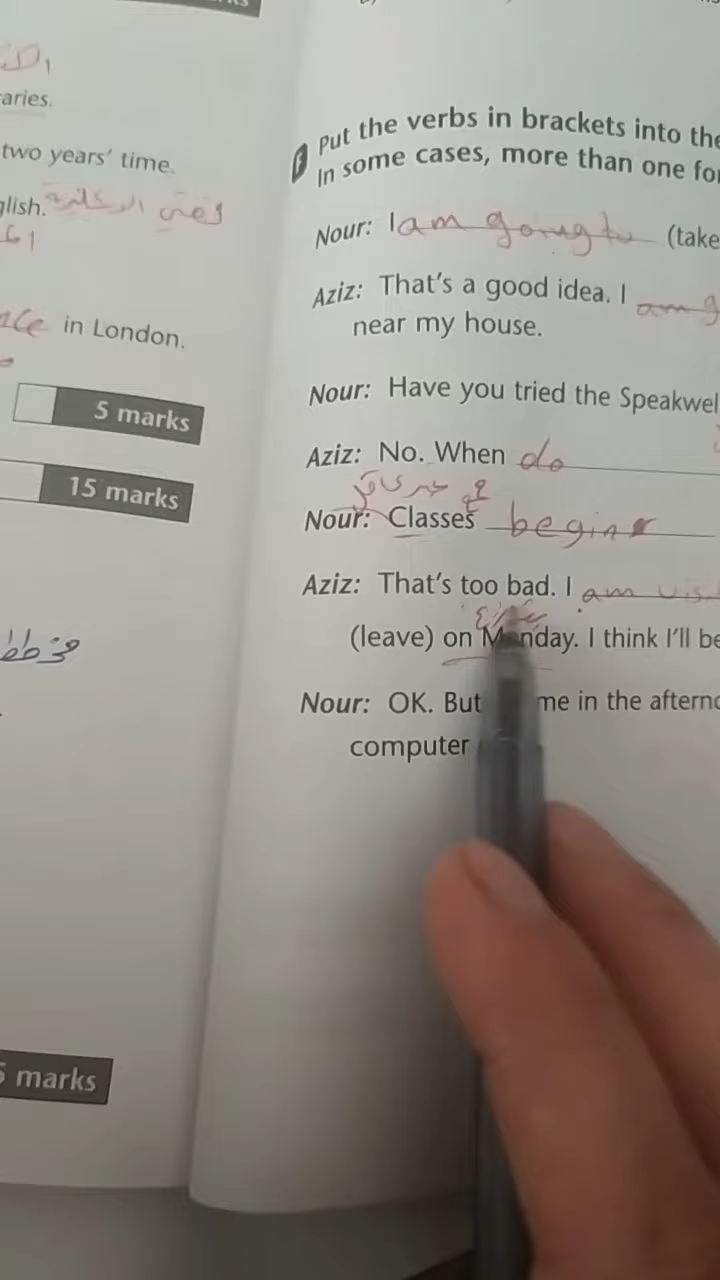 aries.
two years' time.
glish.
in London.
5 marks
15 marks
5 marks
Put the verbs in brackets into the
In some cases, more than one fo
Nour: I am going to (take
Aziz: That's a good idea. I am g
near my house.
Nour: Have you tried the Speakwel
Aziz: No. When do
Nour: Classes begin
Aziz: That's too bad. I am vis
(leave) on Monday. I think I'll be
Nour: OK. But me in the afterno
computer